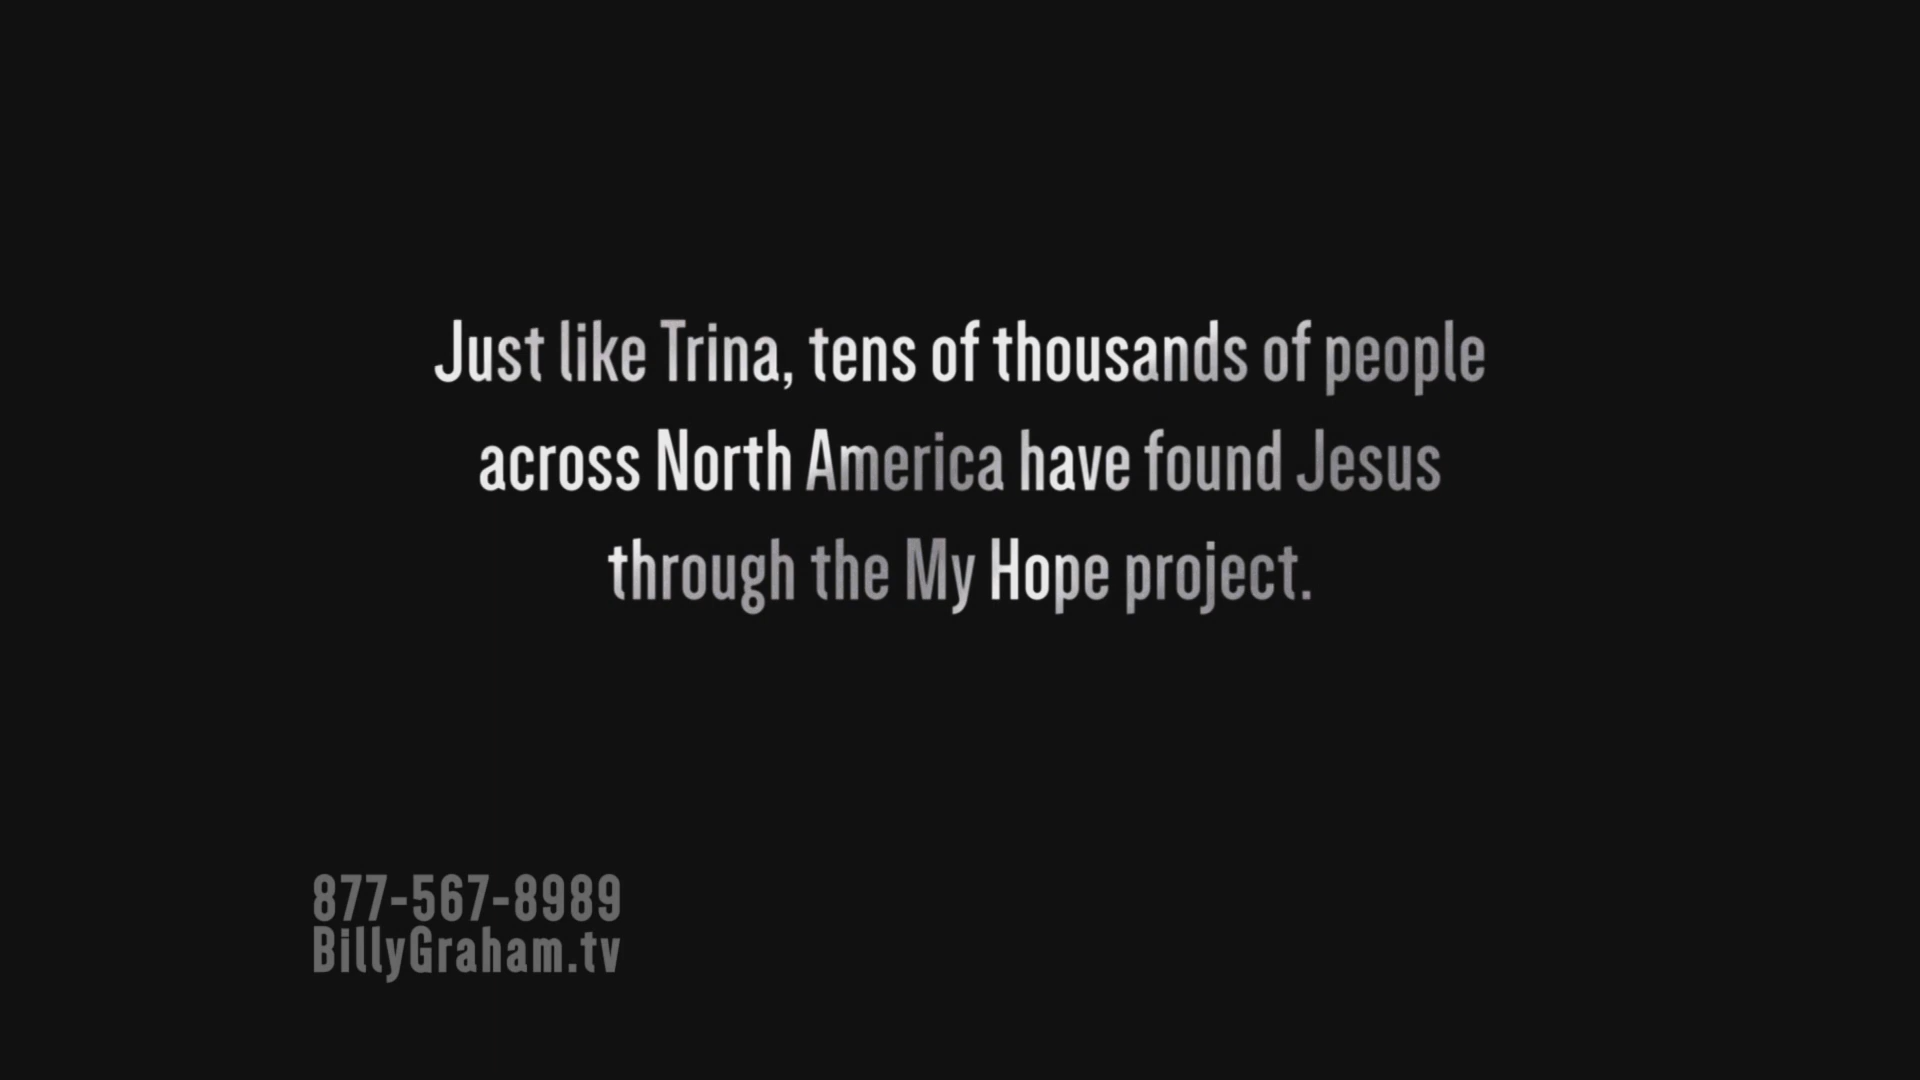 Just like Trina, tens of thousands of people
across North America have found Jesus
through the My Hope project.
877-567-8989
BillyGraham.tv